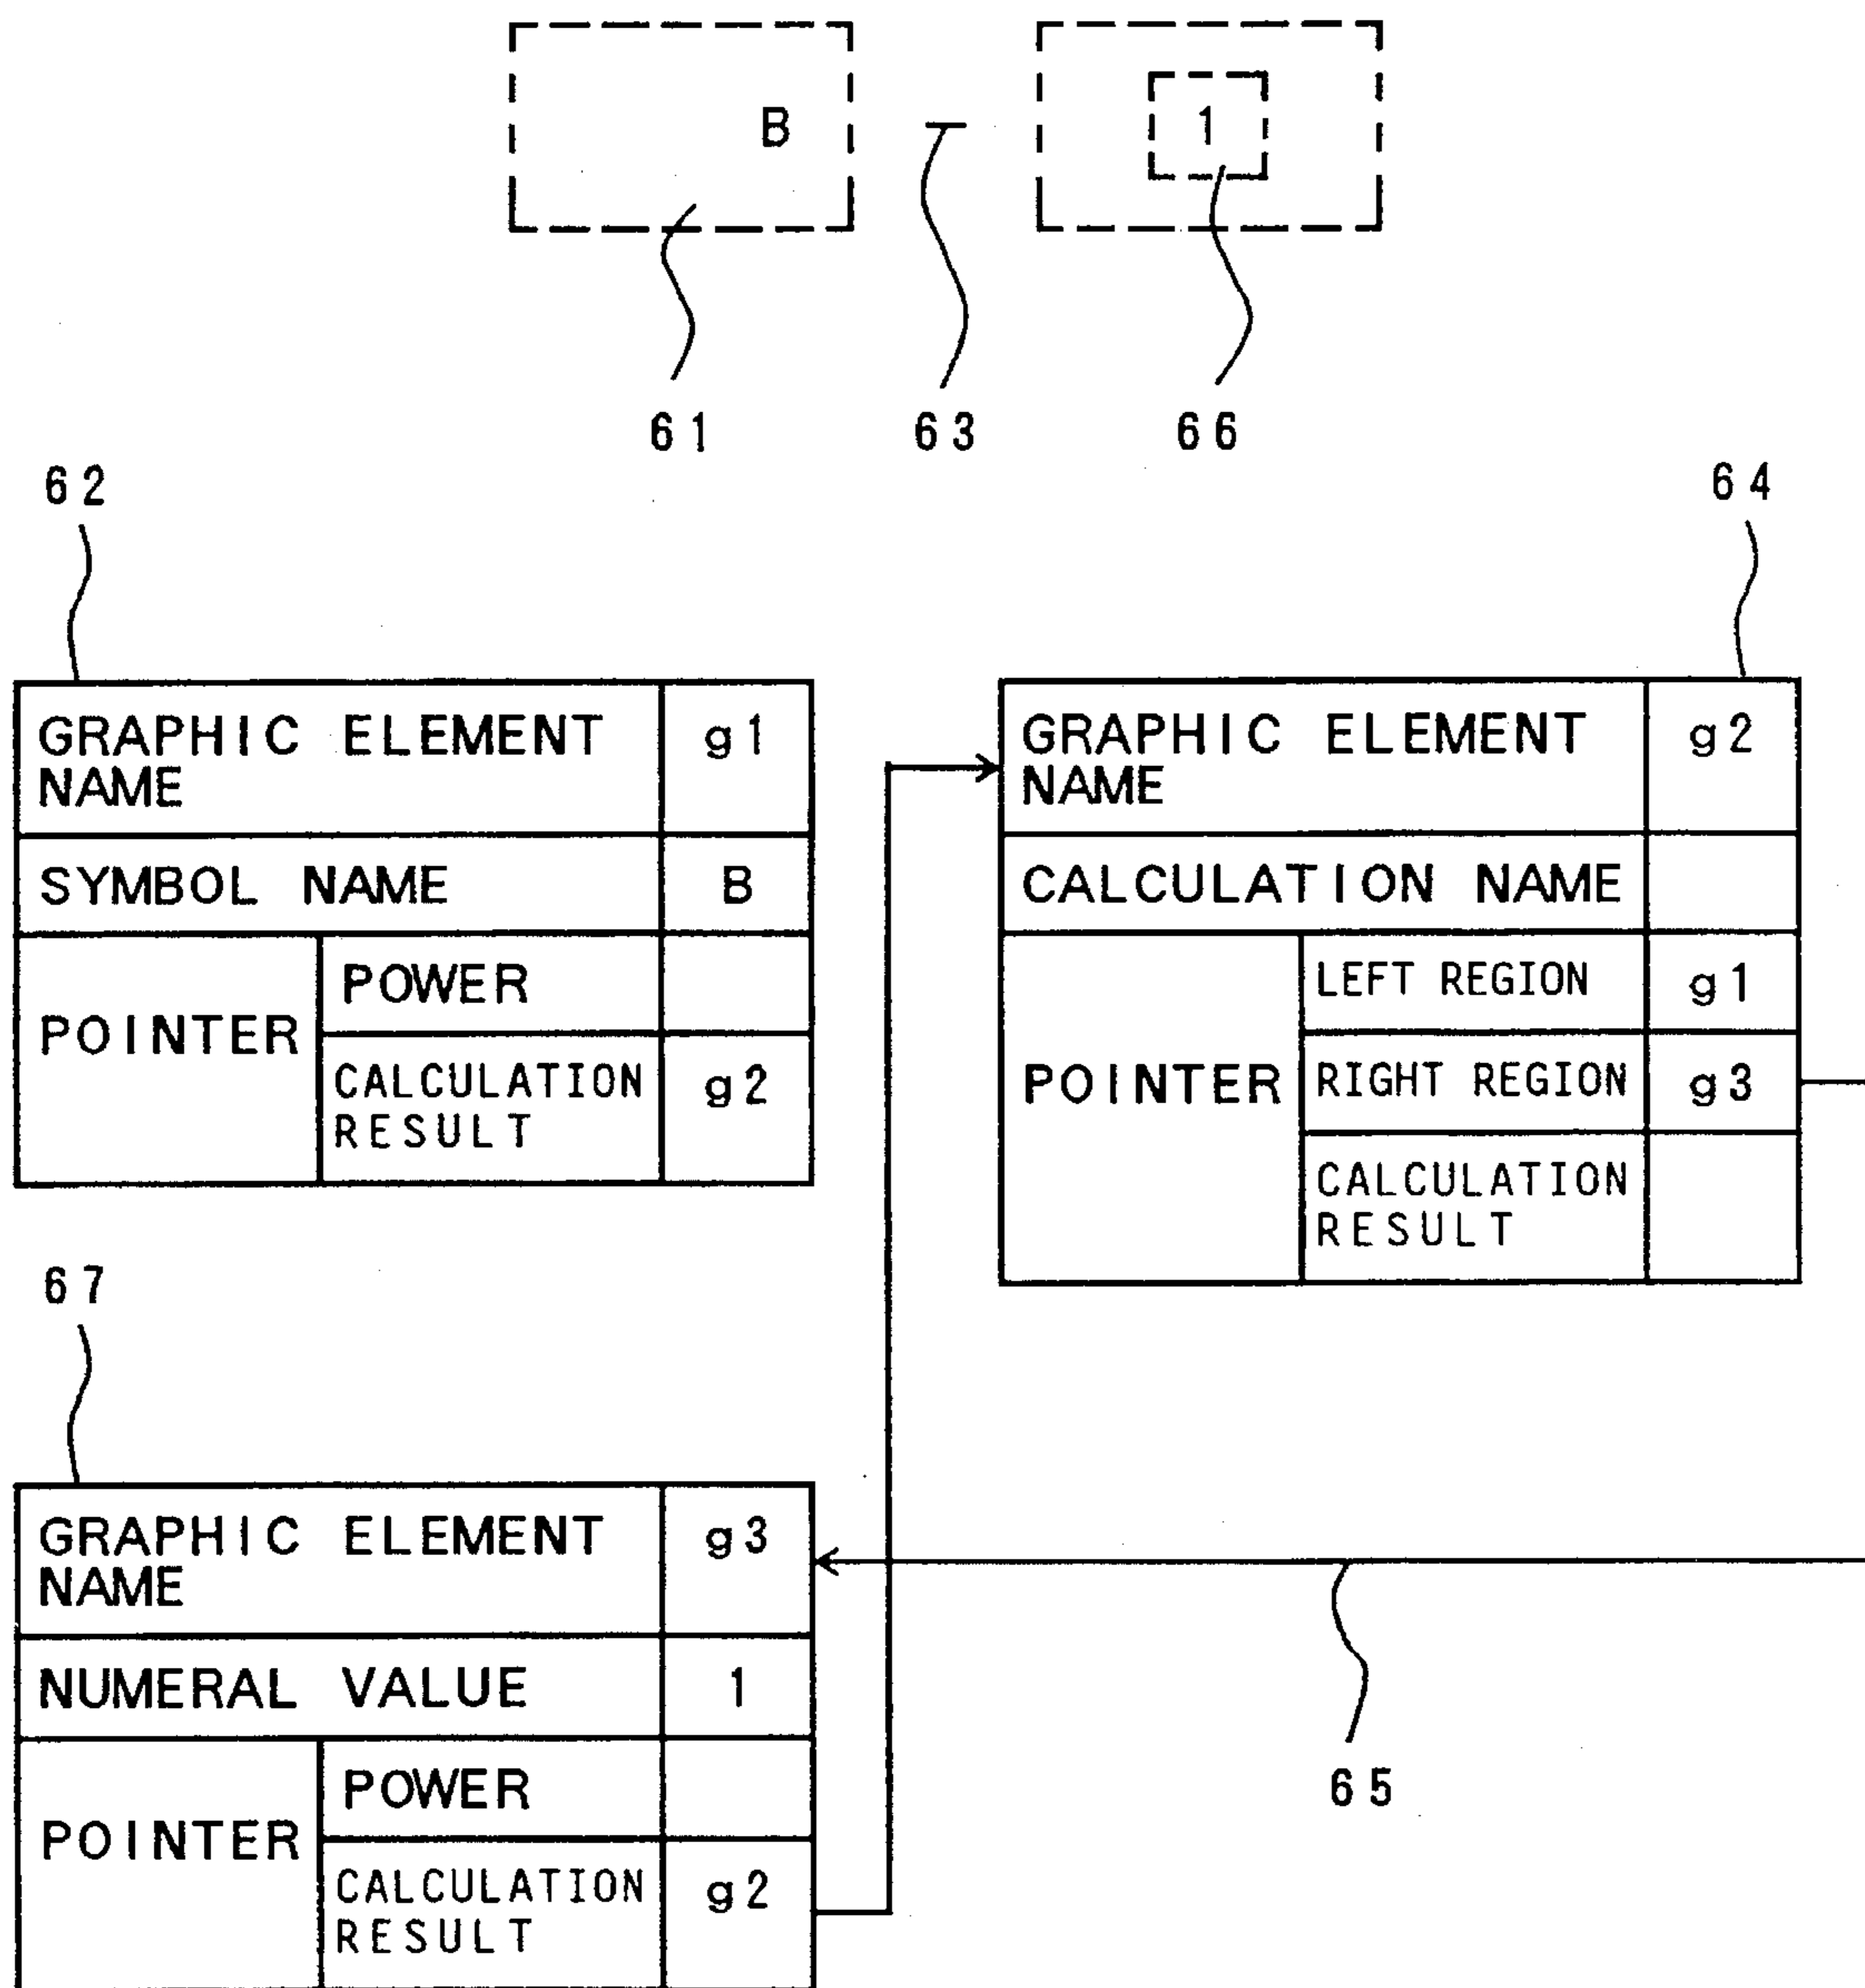 B 1
61 63 66
62 64
GRAPHIC ELEMENT NAME g1
SYMBOL NAME B
POINTER
POWER
CALCULATION RESULT g2
GRAPHIC ELEMENT NAME g2
CALCULATION NAME
POINTER
LEFT REGION g1
RIGHT REGION g3
CALCULATION RESULT
67
GRAPHIC ELEMENT NAME g3
NUMERAL VALUE 1
POINTER
POWER
CALCULATION RESULT g2
65